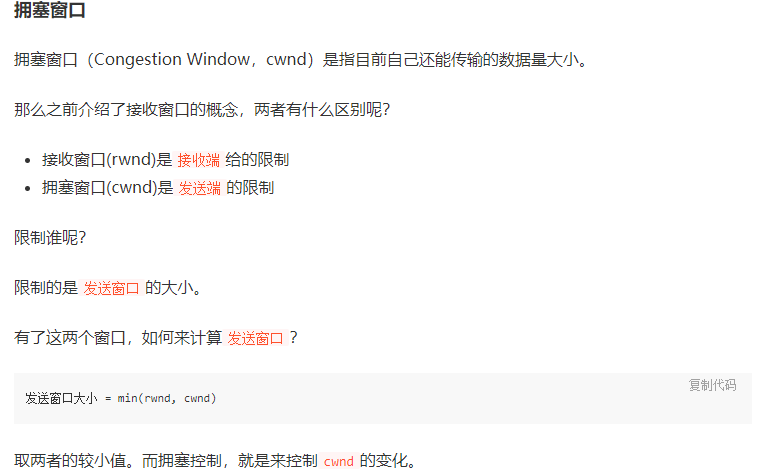 拥塞窗口
拥塞窗口（Congestion Window，cwnd）是指目前自己还能传输的数据量大小。
那么之前介绍了接收窗口的概念，两者有什么区别呢？
• 接收窗口(rwnd)是 接收端 给的限制
• 拥塞窗口(cwnd)是 发送端 的限制
限制谁呢？
限制的是 发送窗口 的大小。
有了这两个窗口，如何来计算 发送窗口 ？
复制代码
发送窗口大小 = min(rwnd, cwnd)
取两者的较小值。而拥塞控制，就是来控制 cwnd 的变化。